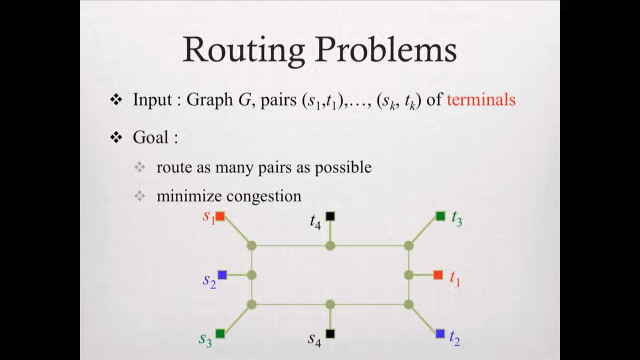 Routing Problems
❖ Input : Graph G, pairs (s₁,t₁),…, (sₖ, tₖ) of terminals
❖ Goal :
❖ route as many pairs as possible
❖ minimize congestion
s₁ t₄ t₃
s₂ t₁
s₃ s₄ t₂